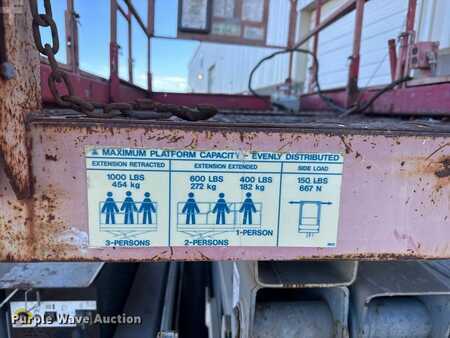 MAXIMUM PLATFORM CAPACITY - EVENLY DISTRIBUTED
EXTENSION RETRACTED
EXTENSION EXTENDED
SIDE LOAD
1000 LBS
454 kg
600 LBS
272 kg
400 LBS
182 kg
150 LBS
667 N
3-PERSONS
2-PERSONS
1-PERSON
Purple Wave Auction